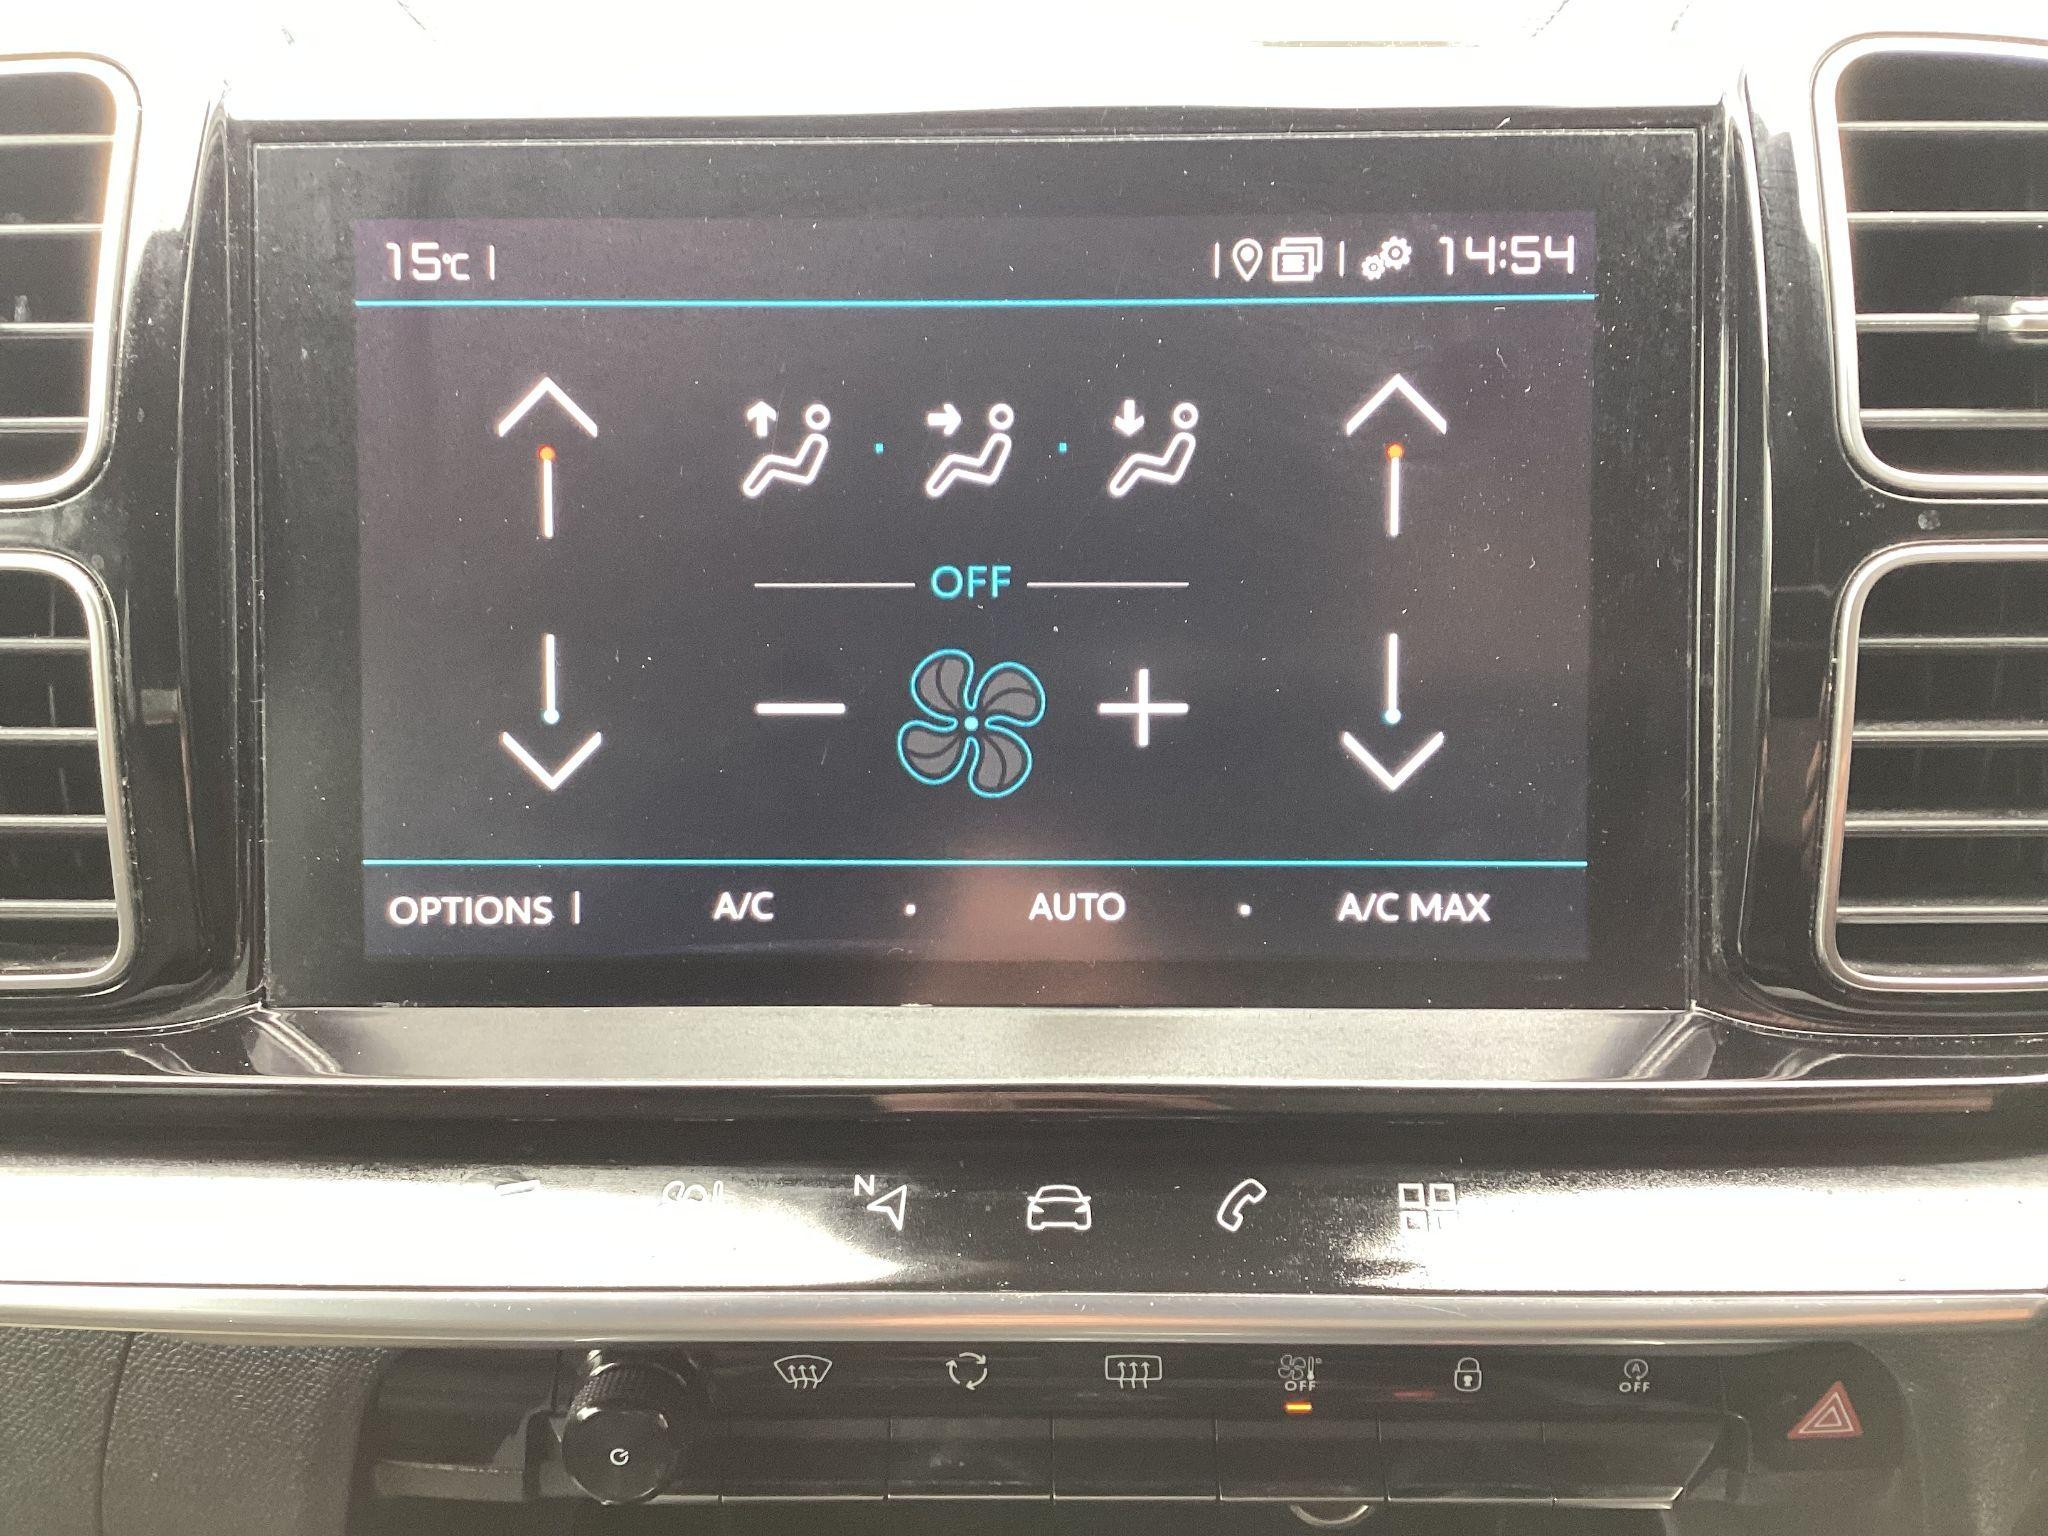 15°C
14:54
OFF
OPTIONS A/C AUTO A/C MAX
N
OFF
A
OFF